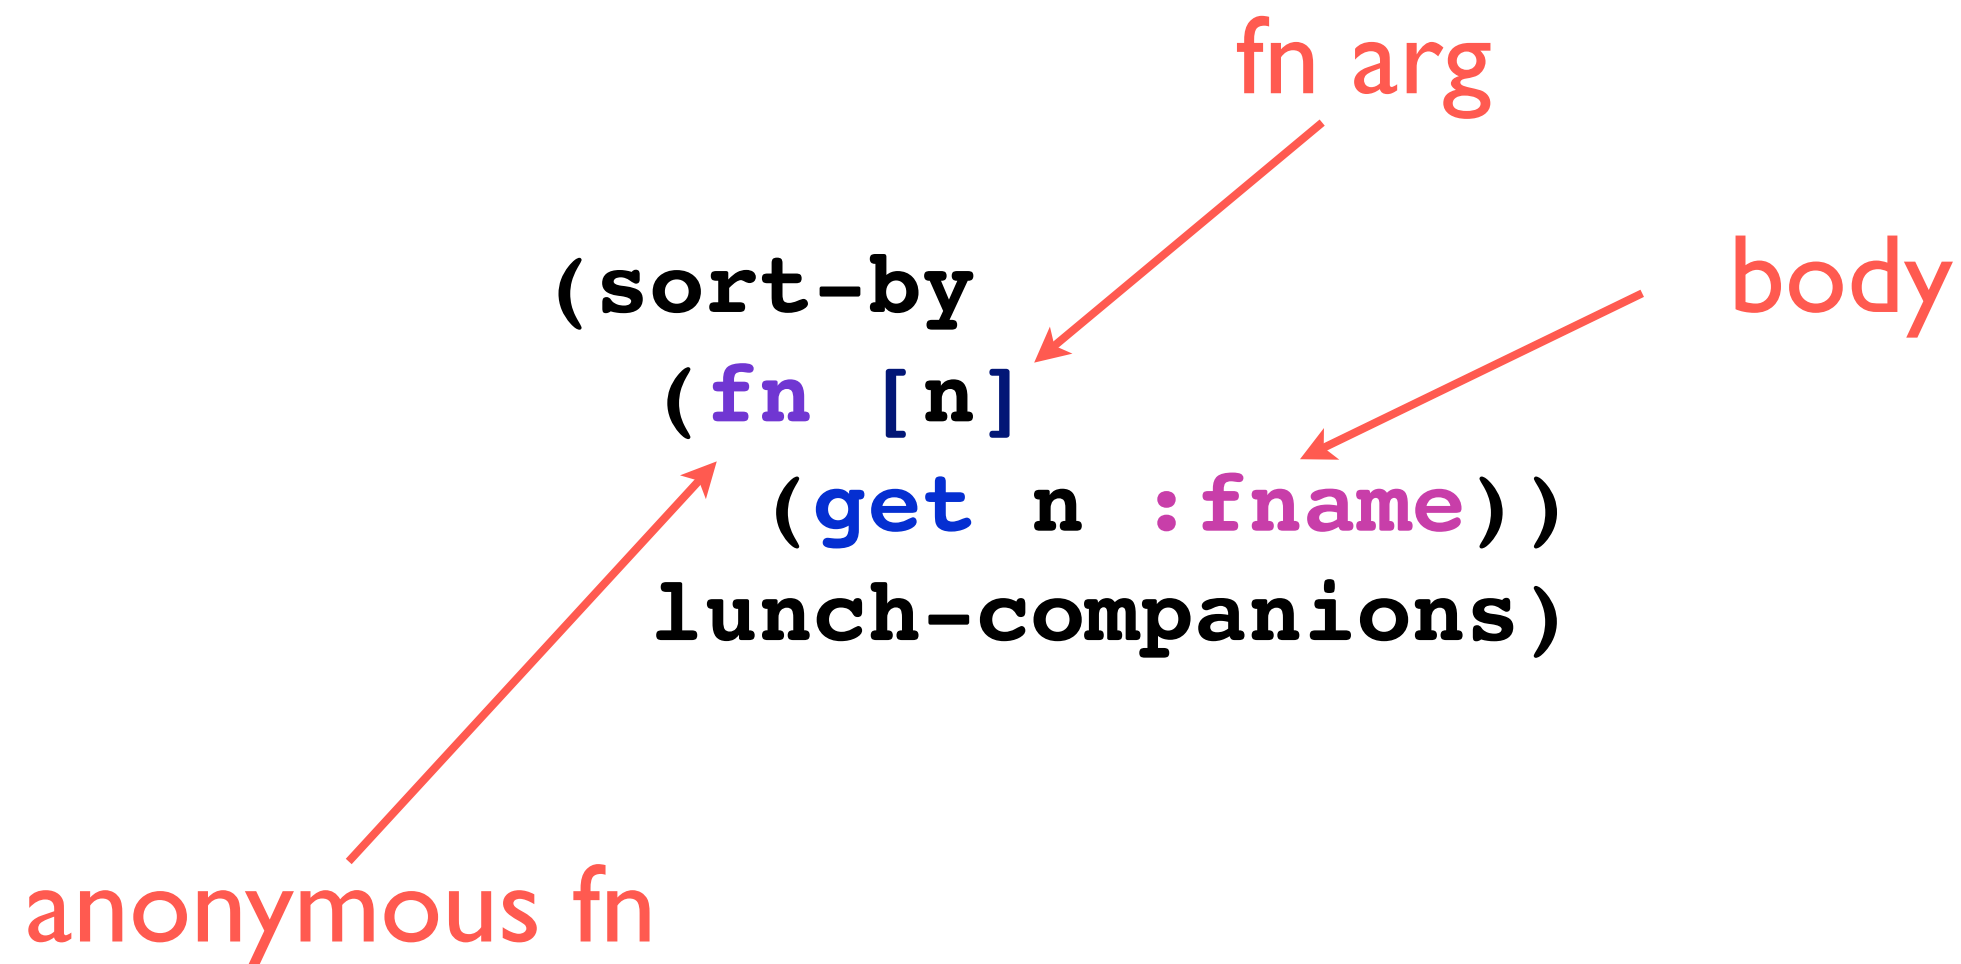 fn arg
body
(sort-by
(fn [n]
(get n :fname))
lunch-companions)
anonymous fn